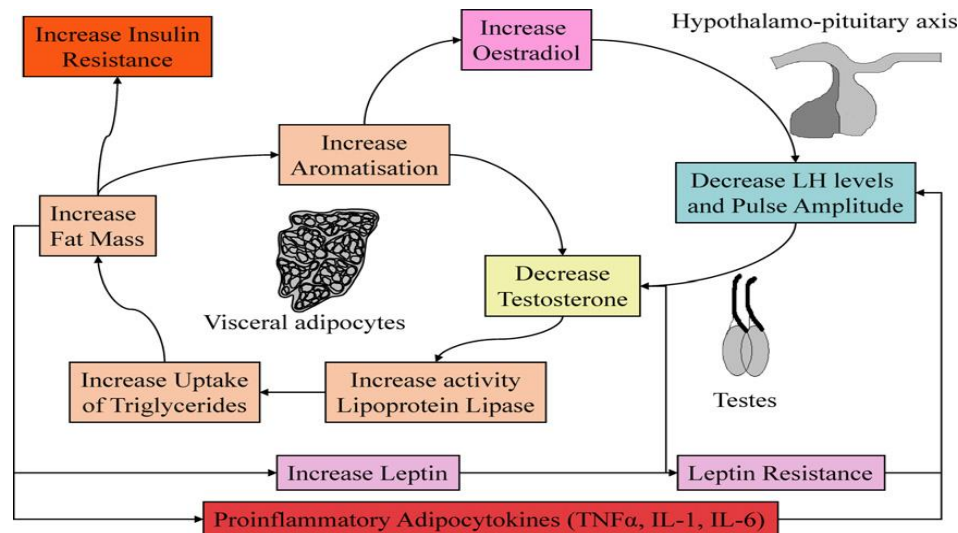 Increase Insulin
Resistance
Increase
Oestradiol
Hypothalamo-pituitary axis
Increase
Aromatisation
Decrease LH levels
and Pulse Amplitude
Increase
Fat Mass
Decrease
Testosterone
Visceral adipocytes
Increase Uptake
of Triglycerides
Increase activity
Lipoprotein Lipase
Testes
Increase Leptin
Leptin Resistance
Proinflammatory Adipocytokines (TNFα, IL-1, IL-6)